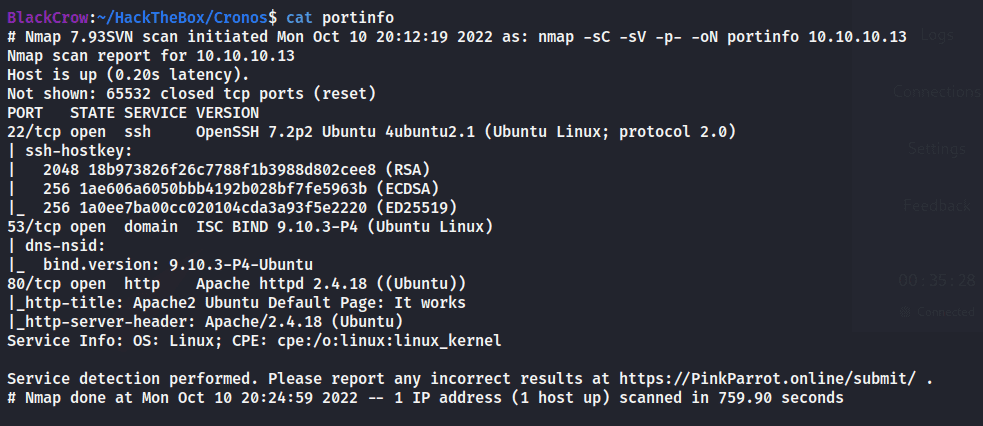 BlackCrow:~/HackTheBox/Cronos$ cat portinfo
# Nmap 7.93SVN scan initiated Mon Oct 10 20:12:19 2022 as: nmap -sC -sV -p- -oN portinfo 10.10.10.13
Nmap scan report for 10.10.10.13
Host is up (0.20s latency).
Not shown: 65532 closed tcp ports (reset)
PORT   STATE SERVICE VERSION
22/tcp open  ssh     OpenSSH 7.2p2 Ubuntu 4ubuntu2.1 (Ubuntu Linux; protocol 2.0)
| ssh-hostkey:
|   2048 18b973826f26c7788f1b3988d802cee8 (RSA)
|   256 1ae606a6050bbb4192b028bf7fe5963b (ECDSA)
|_  256 1a0ee7ba00cc020104cda3a93f5e2220 (ED25519)
53/tcp open  domain  ISC BIND 9.10.3-P4 (Ubuntu Linux)
| dns-nsid:
|_  bind.version: 9.10.3-P4-Ubuntu
80/tcp open  http    Apache httpd 2.4.18 ((Ubuntu))
|_http-title: Apache2 Ubuntu Default Page: It works
|_http-server-header: Apache/2.4.18 (Ubuntu)
Service Info: OS: Linux; CPE: cpe:/o:linux:linux_kernel
Service detection performed. Please report any incorrect results at https://PinkParrot.online/submit/ .
# Nmap done at Mon Oct 10 20:24:59 2022 -- 1 IP address (1 host up) scanned in 759.90 seconds
Logs
Connections
Settings
Feedback
00:35:28
Connected